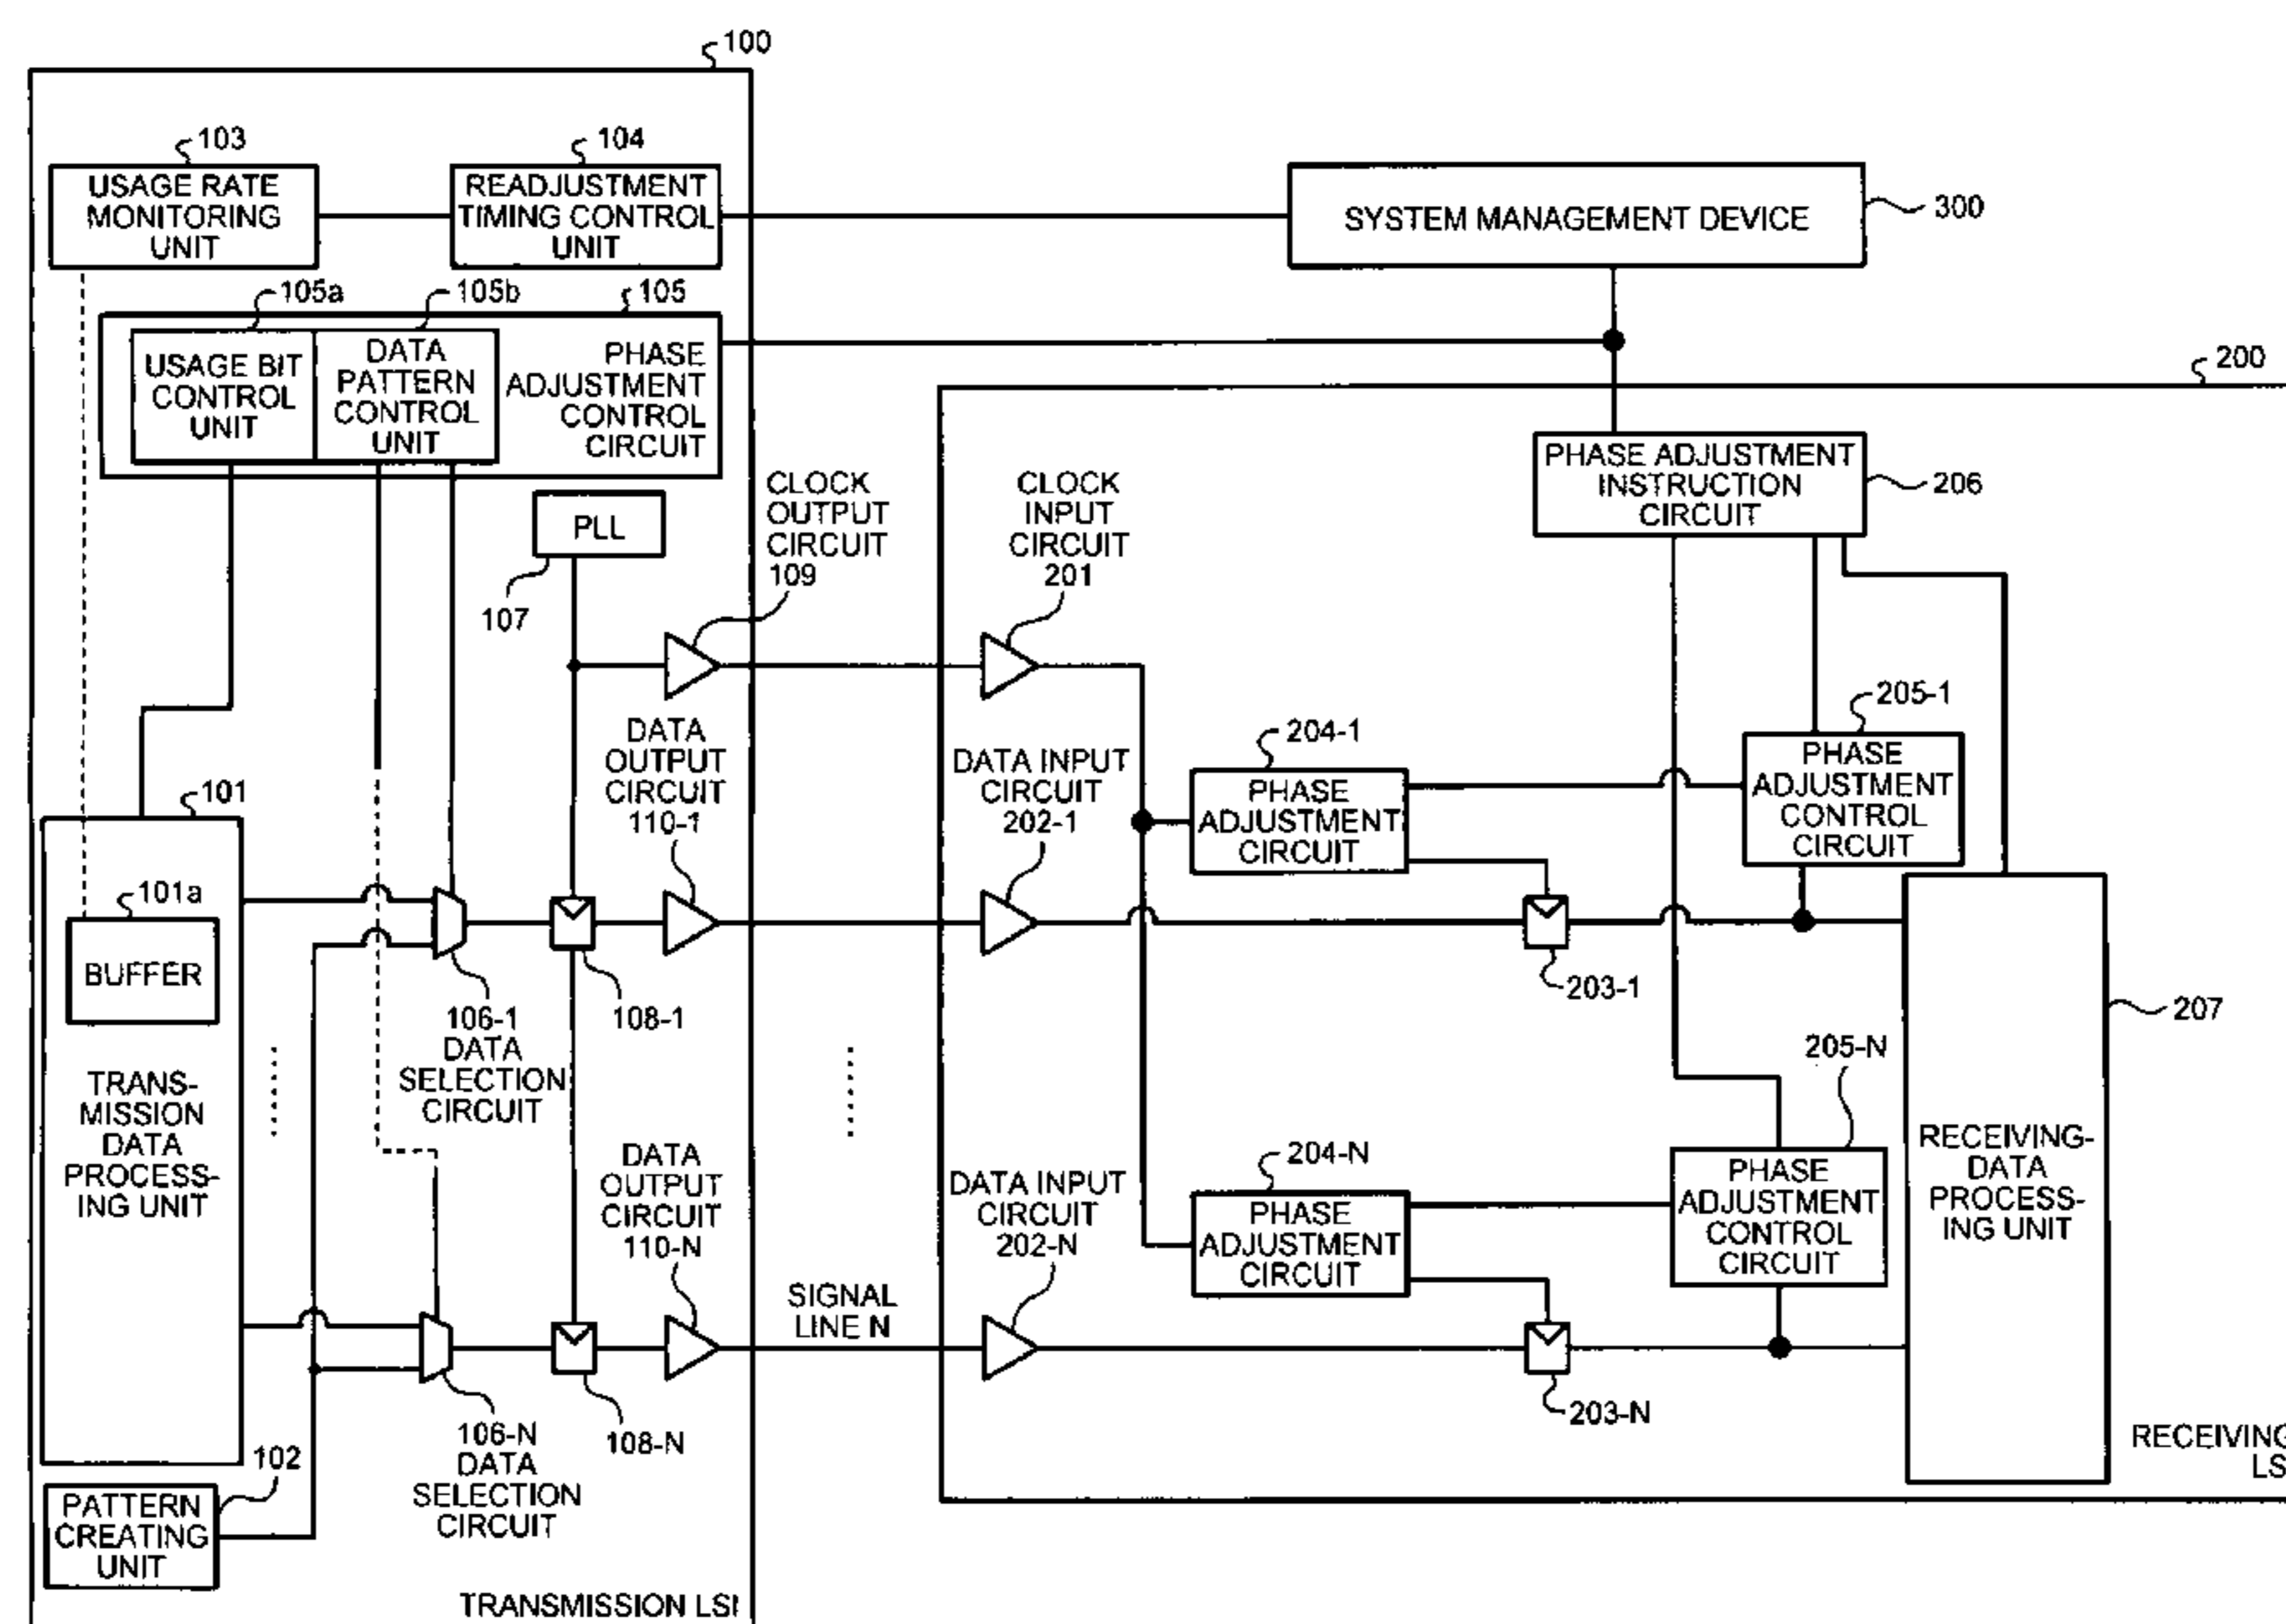 100
103
USAGE RATE
MONITORING
UNIT
104
READJUSTMENT
TIMING CONTROL
UNIT
SYSTEM MANAGEMENT DEVICE
300
105a
105b
105
USAGE BIT
CONTROL
UNIT
DATA
PATTERN
CONTROL
UNIT
PHASE
ADJUSTMENT
CONTROL
CIRCUIT
200
PHASE ADJUSTMENT
INSTRUCTION
CIRCUIT
206
PLL
107
CLOCK
OUTPUT
CIRCUIT
109
CLOCK
INPUT
CIRCUIT
201
DATA
OUTPUT
CIRCUIT
110-1
DATA INPUT
CIRCUIT
202-1
204-1
PHASE
ADJUSTMENT
CIRCUIT
205-1
PHASE
ADJUSTMENT
CONTROL
CIRCUIT
101
101a
BUFFER
TRANS-
MISSION
DATA
PROCESS-
ING UNIT
106-1
DATA
SELECTION
CIRCUIT
108-1
203-1
207
205-N
DATA
OUTPUT
CIRCUIT
110-N
SIGNAL
LINE N
DATA INPUT
CIRCUIT
202-N
204-N
PHASE
ADJUSTMENT
CIRCUIT
PHASE
ADJUSTMENT
CONTROL
CIRCUIT
RECEIVING-
DATA
PROCESS-
ING UNIT
106-N
DATA
SELECTION
CIRCUIT
108-N
203-N
102
PATTERN
CREATING
UNIT
TRANSMISSION LSI
RECEIVING
LS